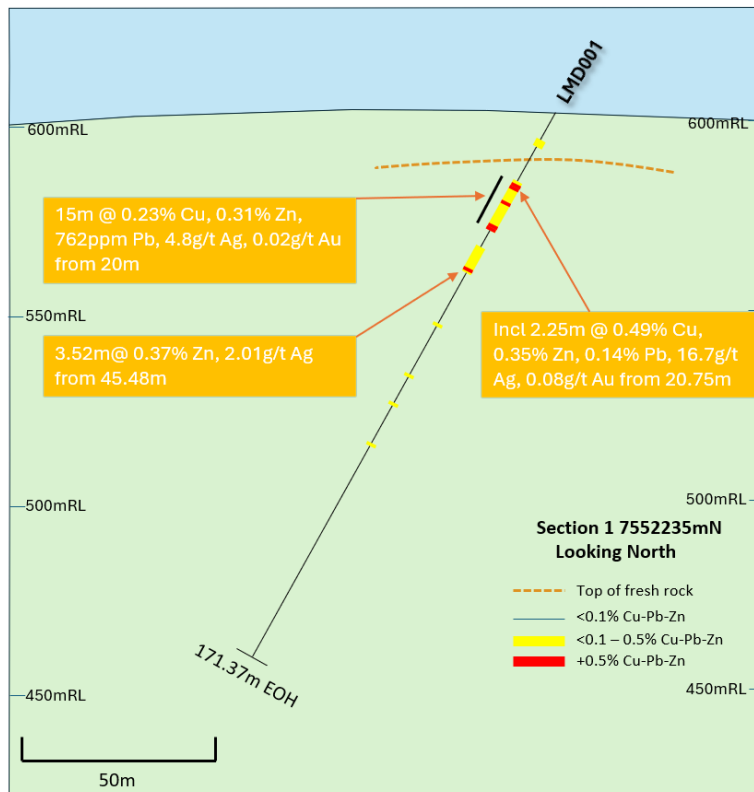 LMD001
600mRL
600mRL
15m @ 0.23% Cu, 0.31% Zn,
762ppm Pb, 4.8g/t Ag, 0.02g/t Au
from 20m
550mRL
3.52m@ 0.37% Zn, 2.01g/t Ag
from 45.48m
Incl 2.25m @ 0.49% Cu,
0.35% Zn, 0.14% Pb, 16.7g/t
Ag, 0.08g/t Au from 20.75m
500mRL
500mRL
Section 1 7552235mN
Looking North
Top of fresh rock
<0.1% Cu-Pb-Zn
<0.1 – 0.5% Cu-Pb-Zn
+0.5% Cu-Pb-Zn
171.37m EOH
450mRL
450mRL
50m